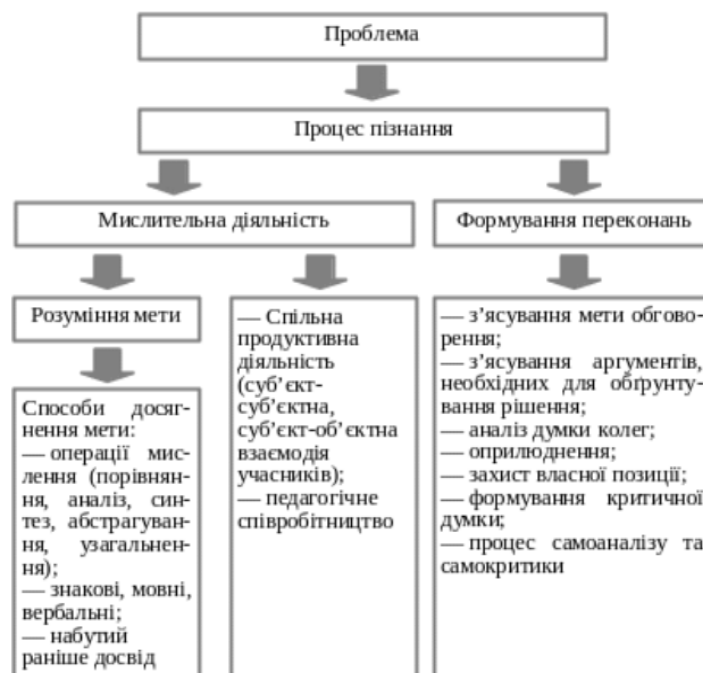 Проблема
Процес пізнання
Мислительна діяльність
Формування переконань
Розуміння мети
Способи досяг-
нення мети:
— операції мис-
лення (порівнян-
ня, аналіз, син-
тез, абстрагуван-
ня, узагальнен-
ня);
— знакові, мовні,
вербальні;
— набутий
раніше досвід
— Спільна
продуктивна
діяльність
(суб’єкт-
суб’єктна,
суб’єкт-об’єктна
взаємодія
учасників);
— педагогічне
співробітництво
— з’ясування мети обгово-
рення;
— з’ясування аргументів,
необхідних для обґрунту-
вання рішення;
— аналіз думки колег;
— оприлюднення;
— захист власної позиції;
— формування критичної
думки;
— процес самоаналізу та
самокритики